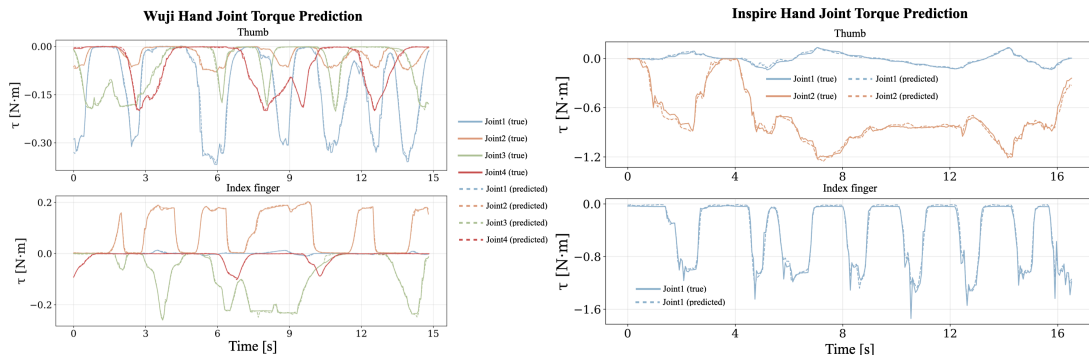 Wuji Hand Joint Torque Prediction
Thumb
τ [N·m]
0.00
−0.15
−0.30
0 3 6 9 12 15
Index finger
τ [N·m]
0.2
0.0
−0.2
0 3 6 9 12 15
Time [s]
Joint1 (true)
Joint2 (true)
Joint3 (true)
Joint4 (true)
Joint1 (predicted)
Joint2 (predicted)
Joint3 (predicted)
Joint4 (predicted)
Inspire Hand Joint Torque Prediction
Thumb
τ [N·m]
0.0
−0.6
−1.2
Joint1 (true) Joint1 (predicted)
Joint2 (true) Joint2 (predicted)
0 4 8 12 16
Index finger
τ [N·m]
0.0
−0.8
−1.6
Joint1 (true)
Joint1 (predicted)
0 4 8 12 16
Time [s]